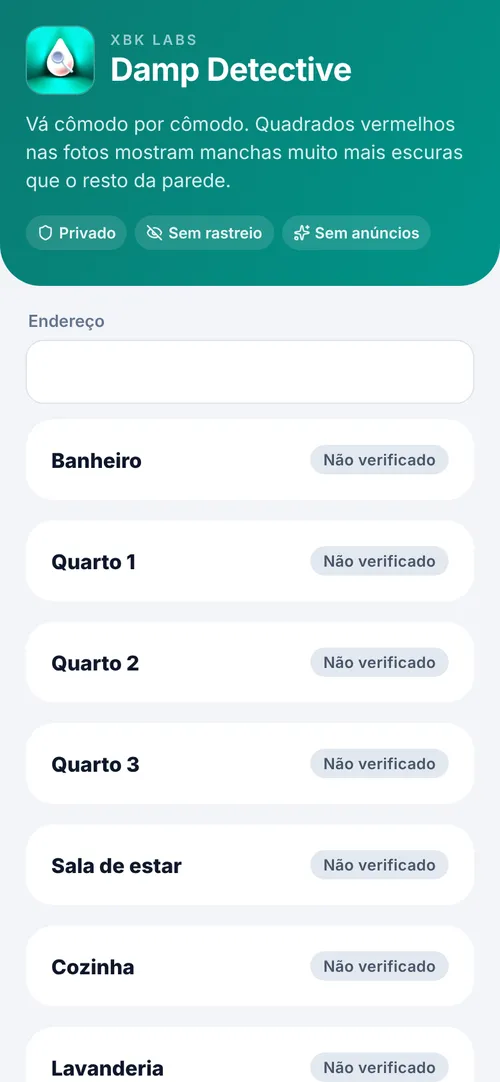 XBK LABS
Damp Detective
Vá cômodo por cômodo. Quadrados vermelhos
nas fotos mostram manchas muito mais escuras
que o resto da parede.
Privado
Sem rastreio
Sem anúncios
Endereço
Banheiro
Não verificado
Quarto 1
Não verificado
Quarto 2
Não verificado
Quarto 3
Não verificado
Sala de estar
Não verificado
Cozinha
Não verificado
Lavanderia
Não verificado